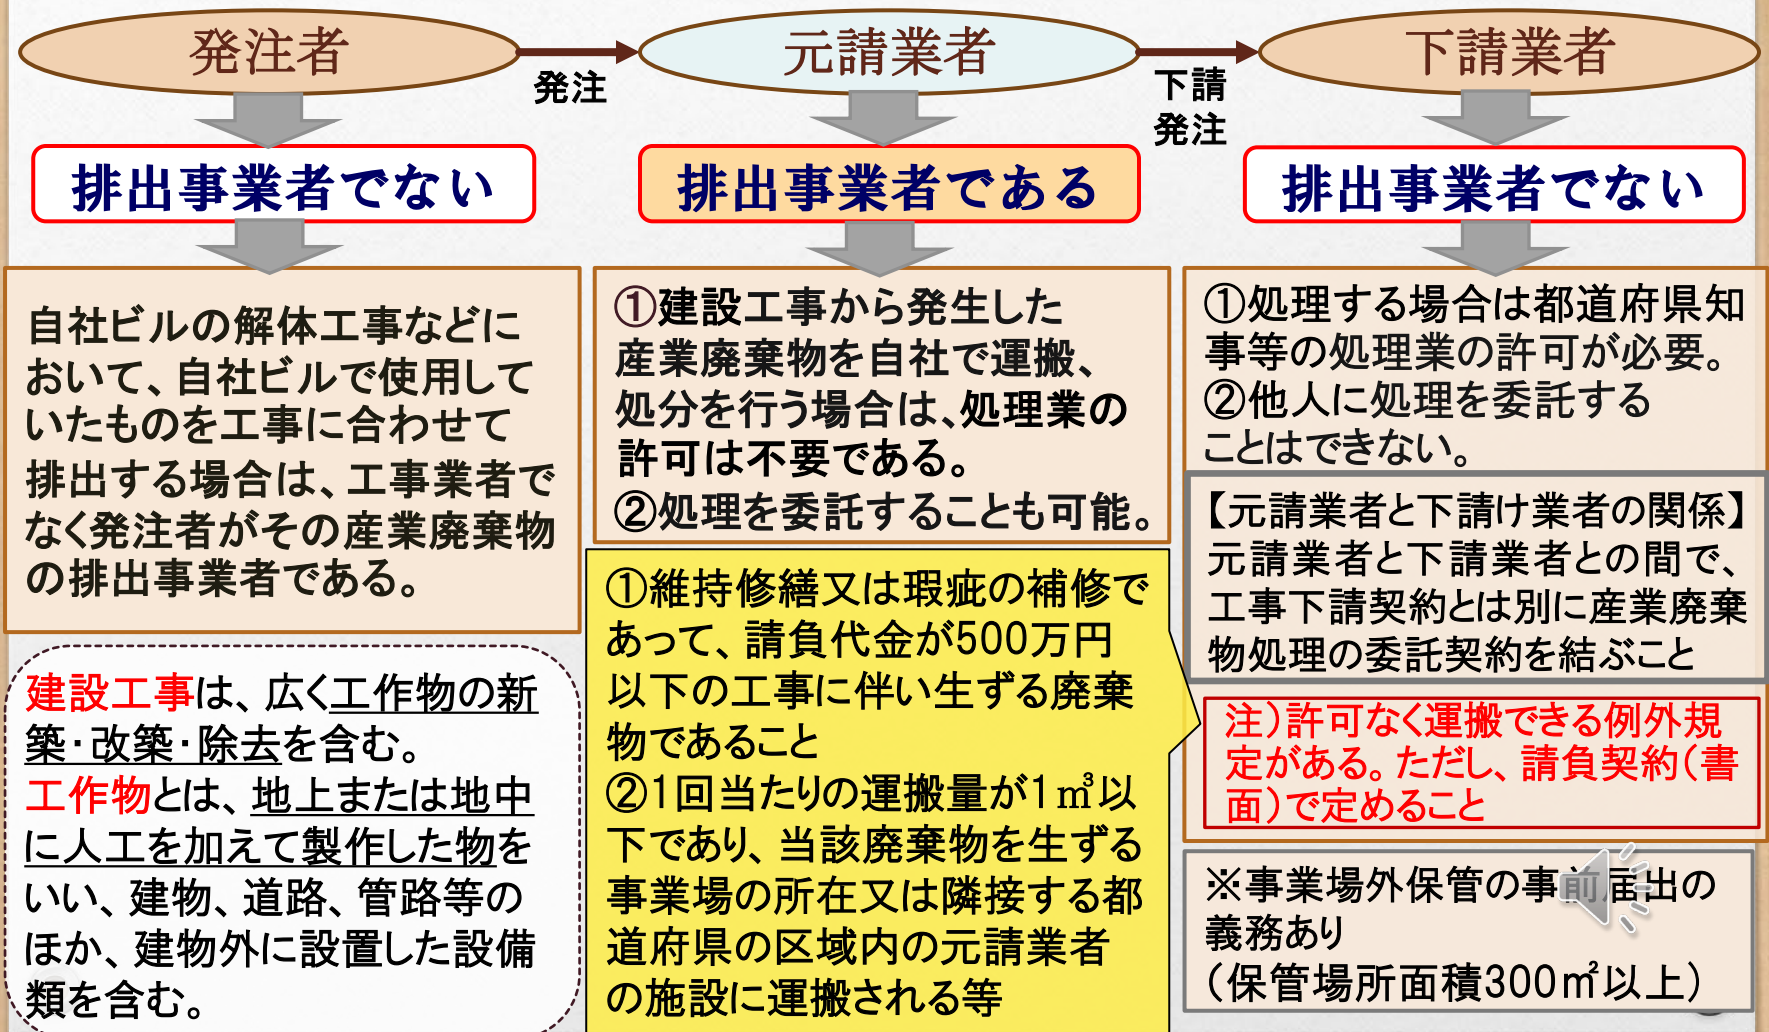 発注者
発注
元請業者
下請
発注
下請業者
排出事業者でない
排出事業者である
排出事業者でない
自社ビルの解体工事などに
おいて、自社ビルで使用して
いたものを工事に合わせて
排出する場合は、工事業者で
なく発注者がその産業廃棄物
の排出事業者である。
建設工事は、広く工作物の新
築・改築・除去を含む。
工作物とは、地上または地中
に人工を加えて製作した物を
いい、建物、道路、管路等の
ほか、建物外に設置した設備
類を含む。
①建設工事から発生した
産業廃棄物を自社で運搬、
処分を行う場合は、処理業の
許可は不要である。
②処理を委託することも可能。
①維持修繕又は瑕疵の補修で
あって、請負代金が500万円
以下の工事に伴い生ずる廃棄
物であること
②1回当たりの運搬量が1㎥以
下であり、当該廃棄物を生ずる
事業場の所在又は隣接する都
道府県の区域内の元請業者
の施設に運搬される等
①処理する場合は都道府県知
事等の処理業の許可が必要。
②他人に処理を委託する
ことはできない。
【元請業者と下請け業者の関係】
元請業者と下請業者との間で、
工事下請契約とは別に産業廃棄
物処理の委託契約を結ぶこと
注）許可なく運搬できる例外規
定がある。ただし、請負契約（書
面）で定めること
※事業場外保管の事前届出の
義務あり
（保管場所面積300㎡以上）